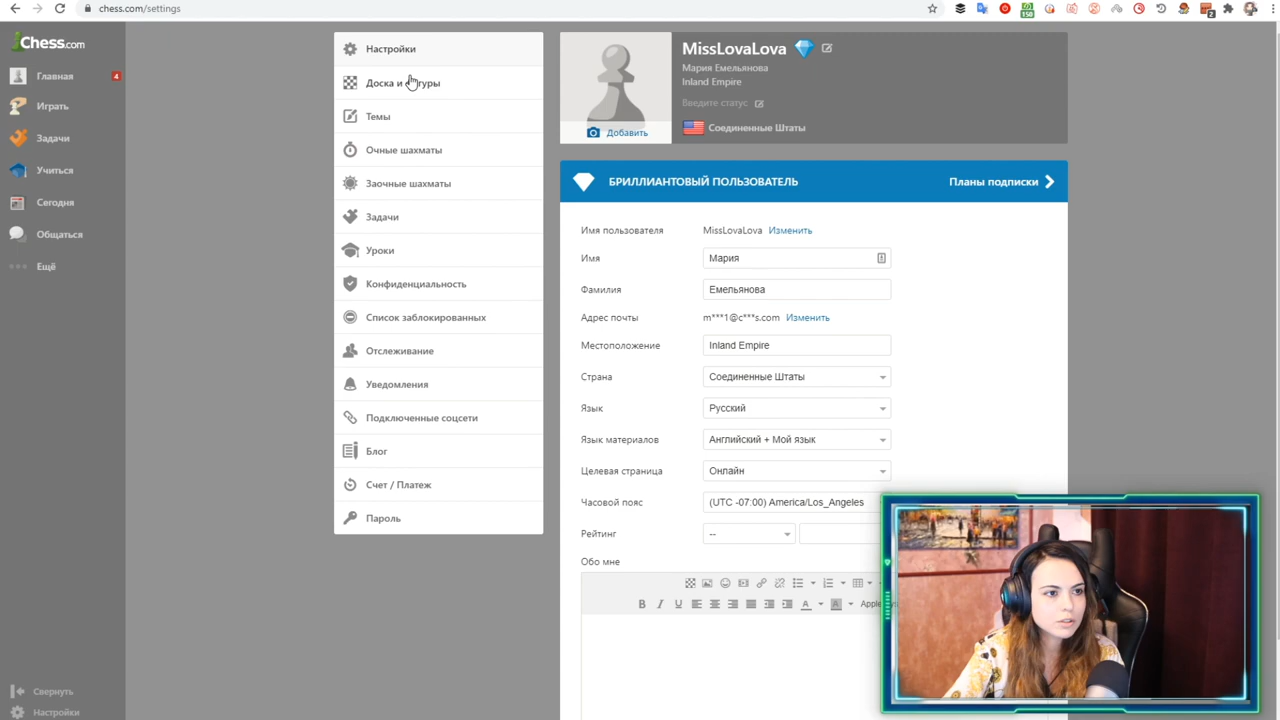 chess.com/settings
158
2
Chess.com
Главная
4
Играть
Задачи
Учиться
Сегодня
Общаться
Ещё
Свернуть
Настройки
Настройки
Доска и фигуры
Темы
Очные шахматы
Заочные шахматы
Задачи
Уроки
Конфиденциальность
Список заблокированных
Отслеживание
Уведомления
Подключенные соцсети
Блог
Счет / Платеж
Пароль
Добавить
MissLovaLova
Мария Емельянова
Inland Empire
Введите статус
Соединенные Штаты
БРИЛЛИАНТОВЫЙ ПОЛЬЗОВАТЕЛЬ
Планы подписки
Имя пользователя MissLovaLova Изменить
Имя Мария
Фамилия Емельянова
Адрес почты m***1@c***s.com Изменить
Местоположение Inland Empire
Страна Соединенные Штаты
Язык Русский
Язык материалов Английский + Мой язык
Целевая страница Онлайн
Часовой пояс (UTC -07:00) America/Los_Angeles
Рейтинг --
Обо мне
B I U A A Apple